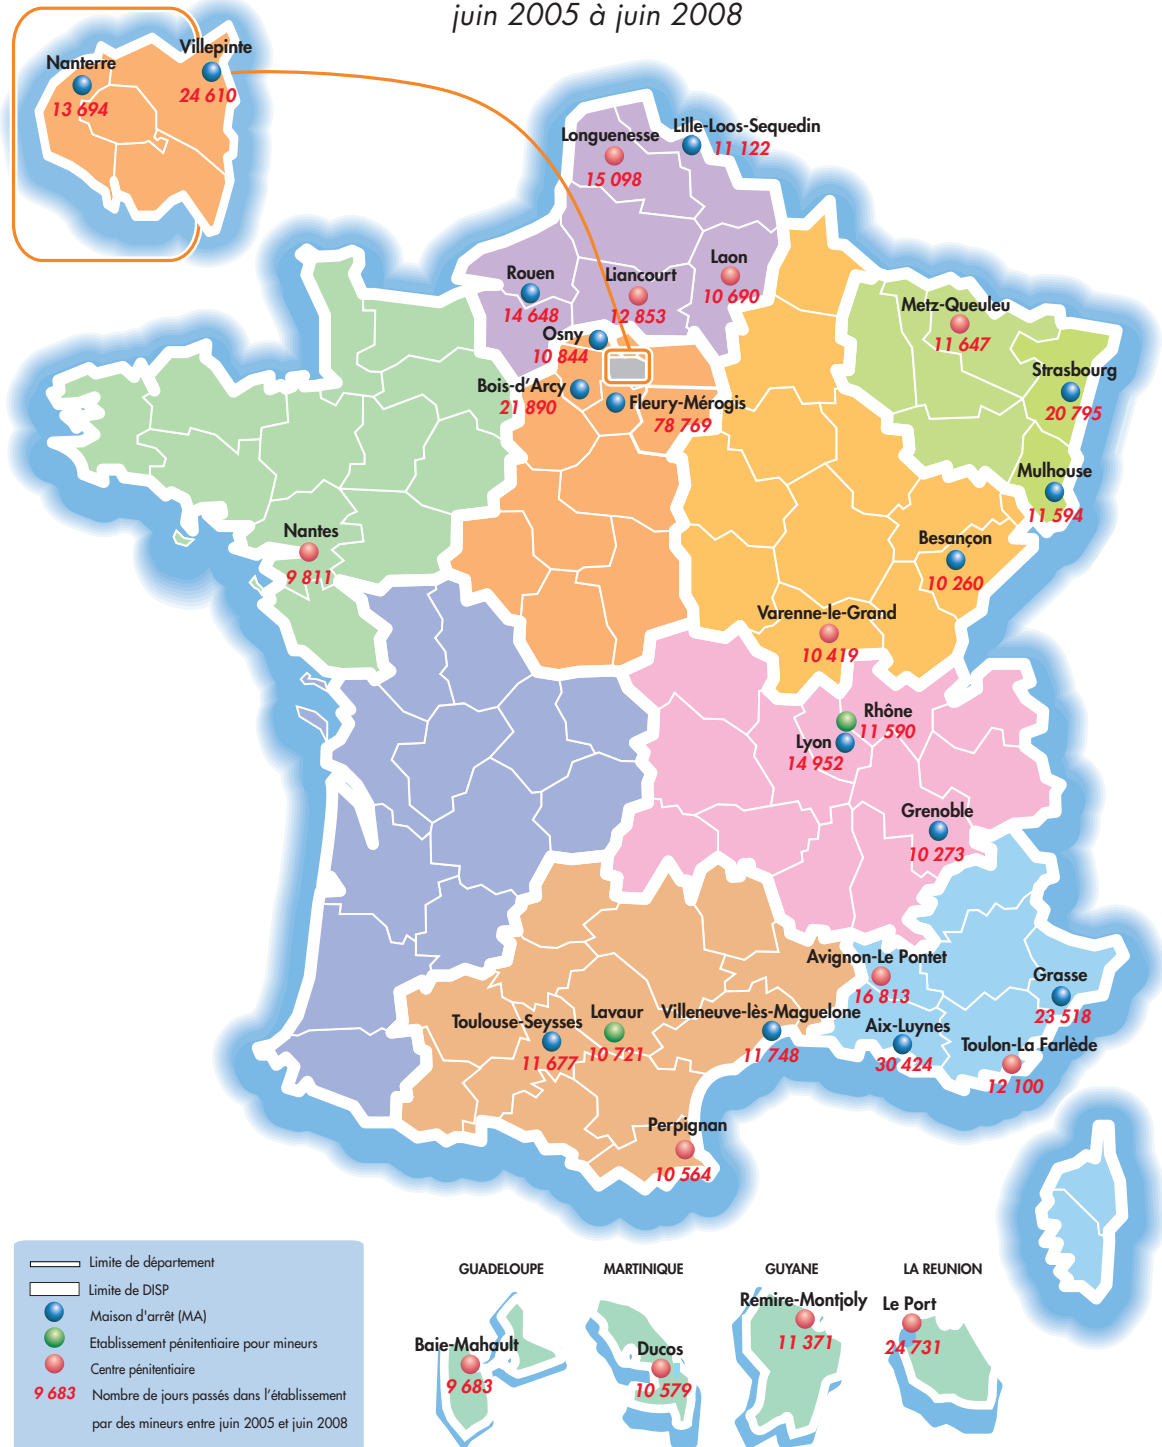 juin 2005 à juin 2008
Villepinte
24 610
Nanterre
13 694
Lille-Loos-Sequedin
11 122
Longuenesse
15 098
Laon
10 690
Rouen
14 648
Liancourt
12 853
Osny
10 844
Metz-Queuleu
11 647
Strasbourg
20 795
Bois-d'Arcy
21 890
Fleury-Mérogis
78 769
Mulhouse
11 594
Nantes
9 811
Besançon
10 260
Varenne-le-Grand
10 419
Rhône
11 590
Lyon
14 952
Grenoble
10 273
Avignon-Le Pontet
16 813
Grasse
23 518
Toulouse-Seysses
11 677
Lavaur
10 721
Villeneuve-lès-Maguelone
11 748
Aix-Luynes
30 424
Toulon-La Farlède
12 100
Perpignan
10 564
Limite de département
Limite de DISP
Maison d'arrêt (MA)
Etablissement pénitentiaire pour mineurs
Centre pénitentiaire
9 683 Nombre de jours passés dans l'établissement
par des mineurs entre juin 2005 et juin 2008
GUADELOUPE
Baie-Mahault
9 683
MARTINIQUE
Ducos
10 579
GUYANE
Remire-Montjoly
11 371
LA REUNION
Le Port
24 731